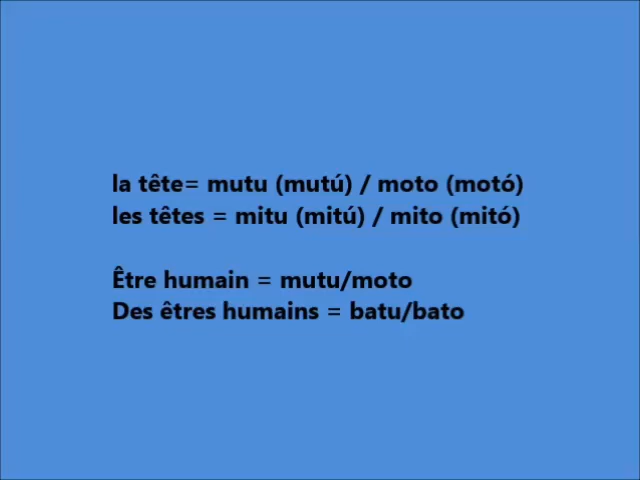 la tête= mutu (mutú) / moto (motó)
les têtes = mitu (mitú) / mito (mitó)
Être humain = mutu/moto
Des êtres humains = batu/bato